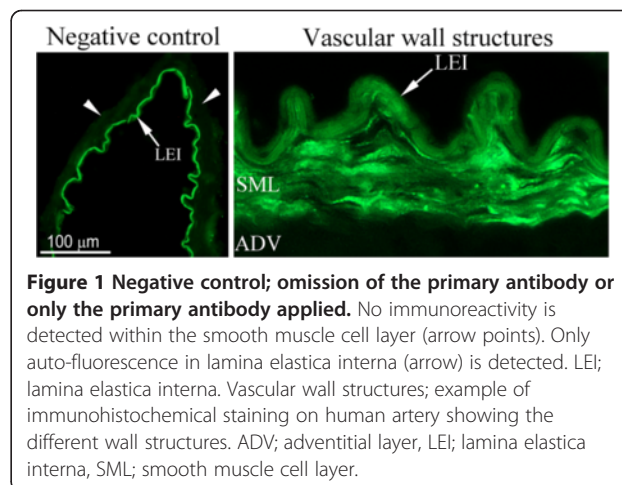 Negative control
Vascular wall structures
LEI
LEI
SML
ADV
100 μm
Figure 1 Negative control; omission of the primary antibody or
only the primary antibody applied. No immunoreactivity is
detected within the smooth muscle cell layer (arrow points). Only
auto-fluorescence in lamina elastica interna (arrow) is detected. LEI;
lamina elastica interna. Vascular wall structures; example of
immunohistochemical staining on human artery showing the
different wall structures. ADV; adventitial layer, LEI; lamina elastica
interna, SML; smooth muscle cell layer.